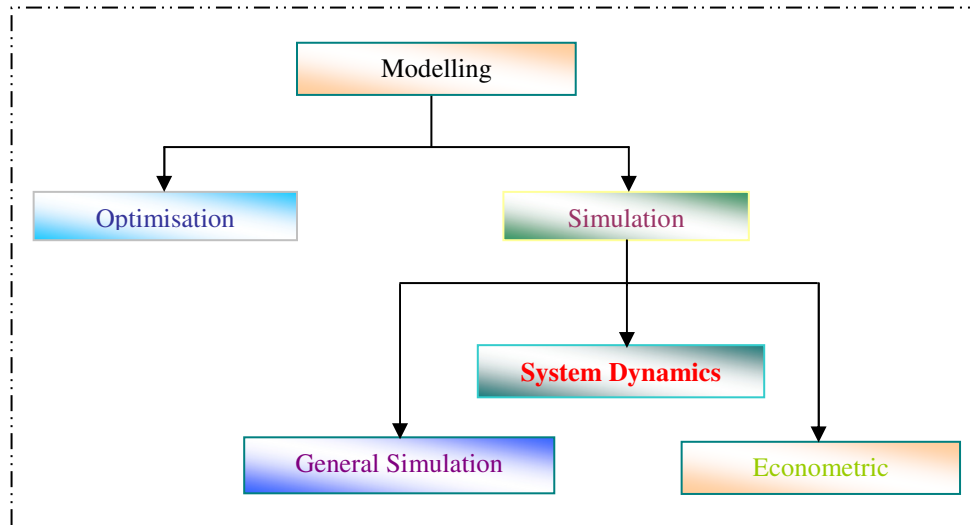 Modelling
Optimisation
Simulation
System Dynamics
General Simulation
Econometric